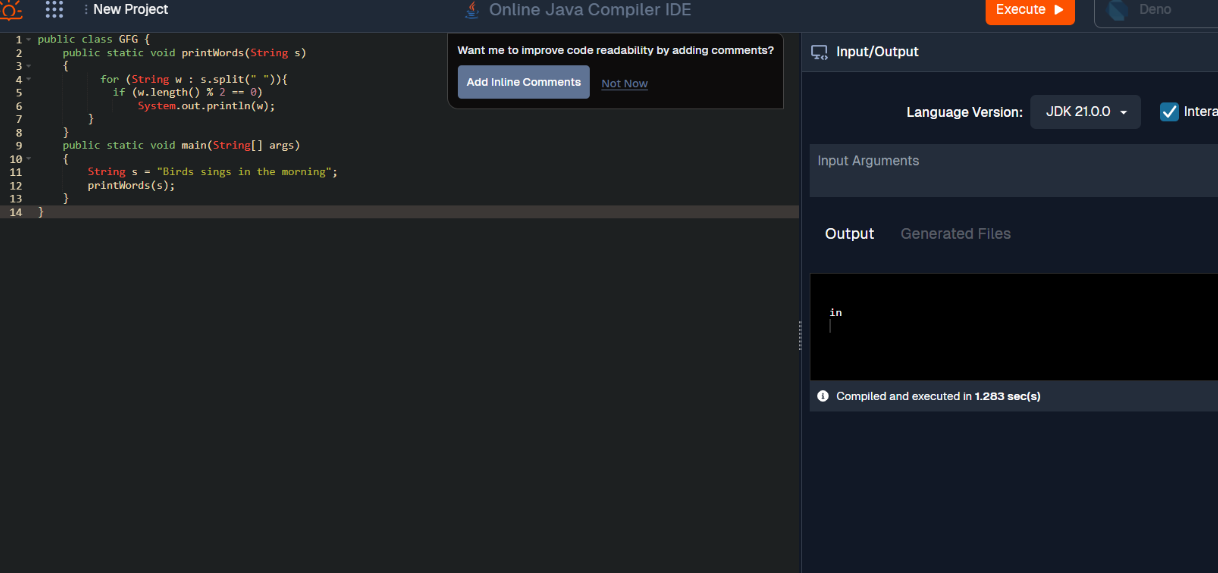 New Project
Online Java Compiler IDE
Execute
Deno
1 public class GFG {
2 public static void printWords(String s)
3 {
4 for (String w : s.split(" ")){
5 if (w.length() % 2 == 0)
6 System.out.println(w);
7 }
8 }
9 public static void main(String[] args)
10 {
11 String s = "Birds sings in the morning";
12 printWords(s);
13 }
14 }
Want me to improve code readability by adding comments?
Add Inline Comments
Not Now
Input/Output
Language Version:
JDK 21.0.0
Intera
Input Arguments
Output
Generated Files
in
Compiled and executed in 1.283 sec(s)